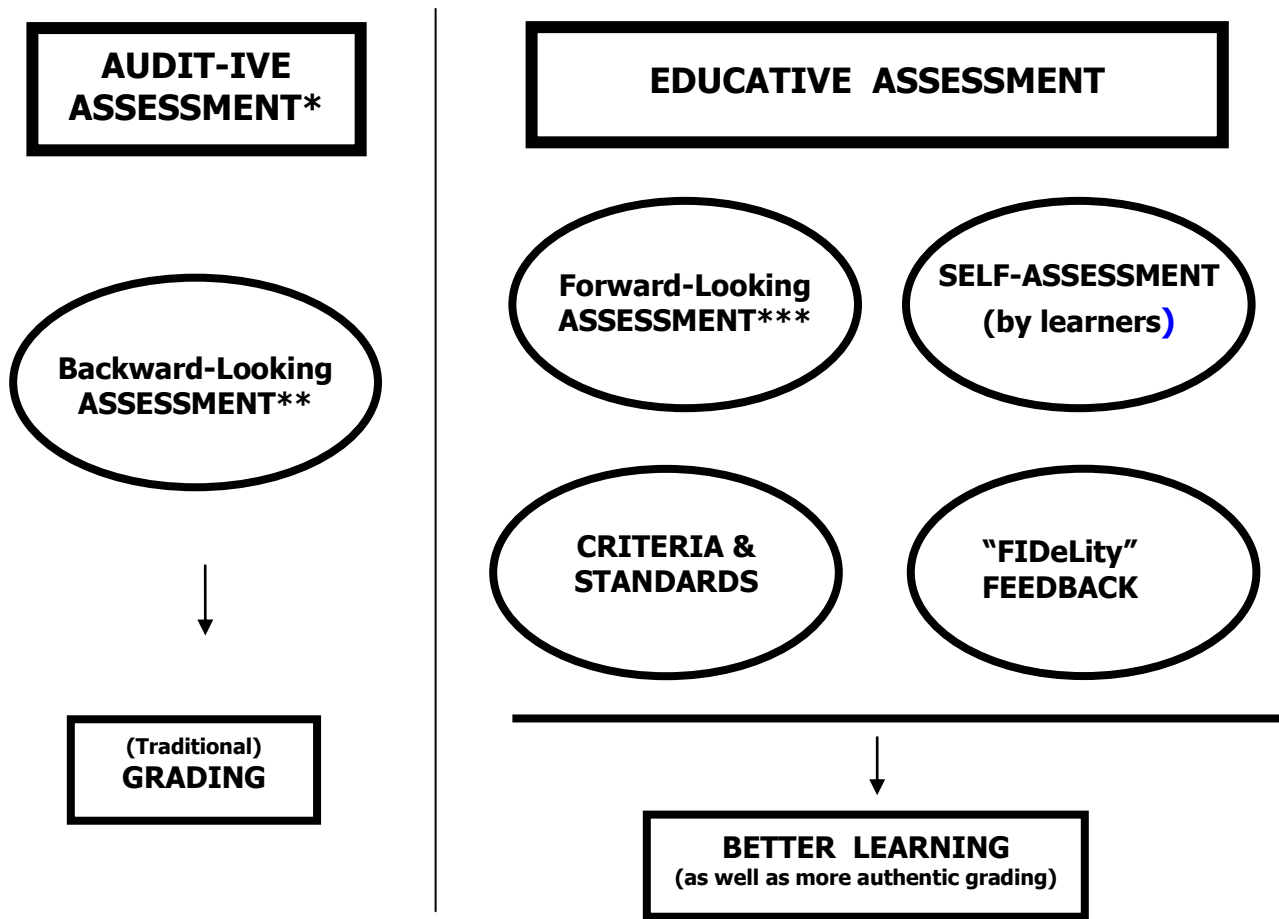 AUDIT-IVE
ASSESSMENT*
Backward-Looking
ASSESSMENT**
(Traditional)
GRADING
EDUCATIVE ASSESSMENT
Forward-Looking
ASSESSMENT***
SELF-ASSESSMENT
(by learners)
CRITERIA &
STANDARDS
“FIDeLity”
FEEDBACK
BETTER LEARNING
(as well as more authentic grading)